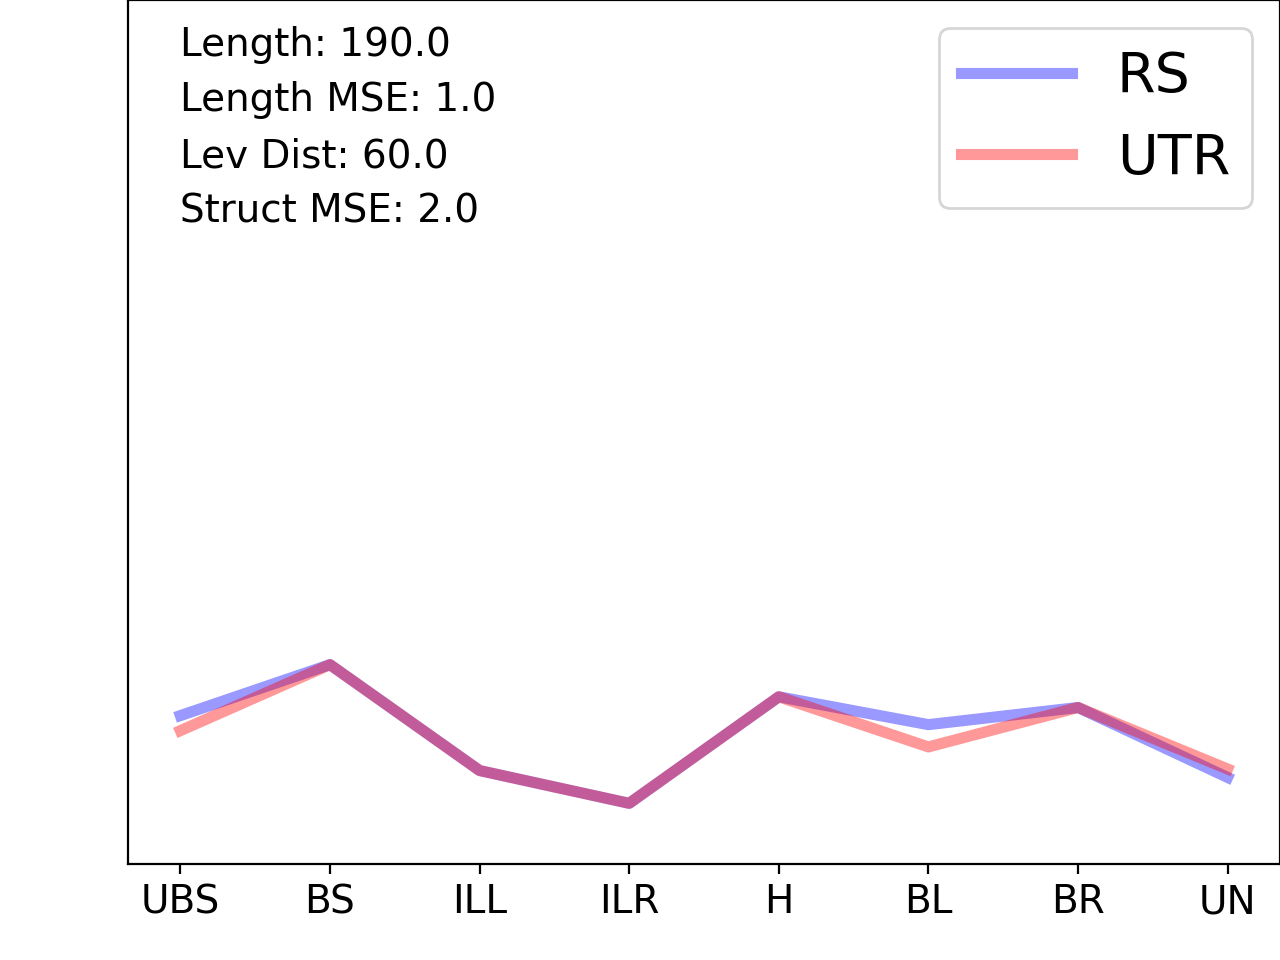 Length: 190.0
Length MSE: 1.0
Lev Dist: 60.0
Struct MSE: 2.0
RS
UTR
UBS BS ILL ILR H BL BR UN